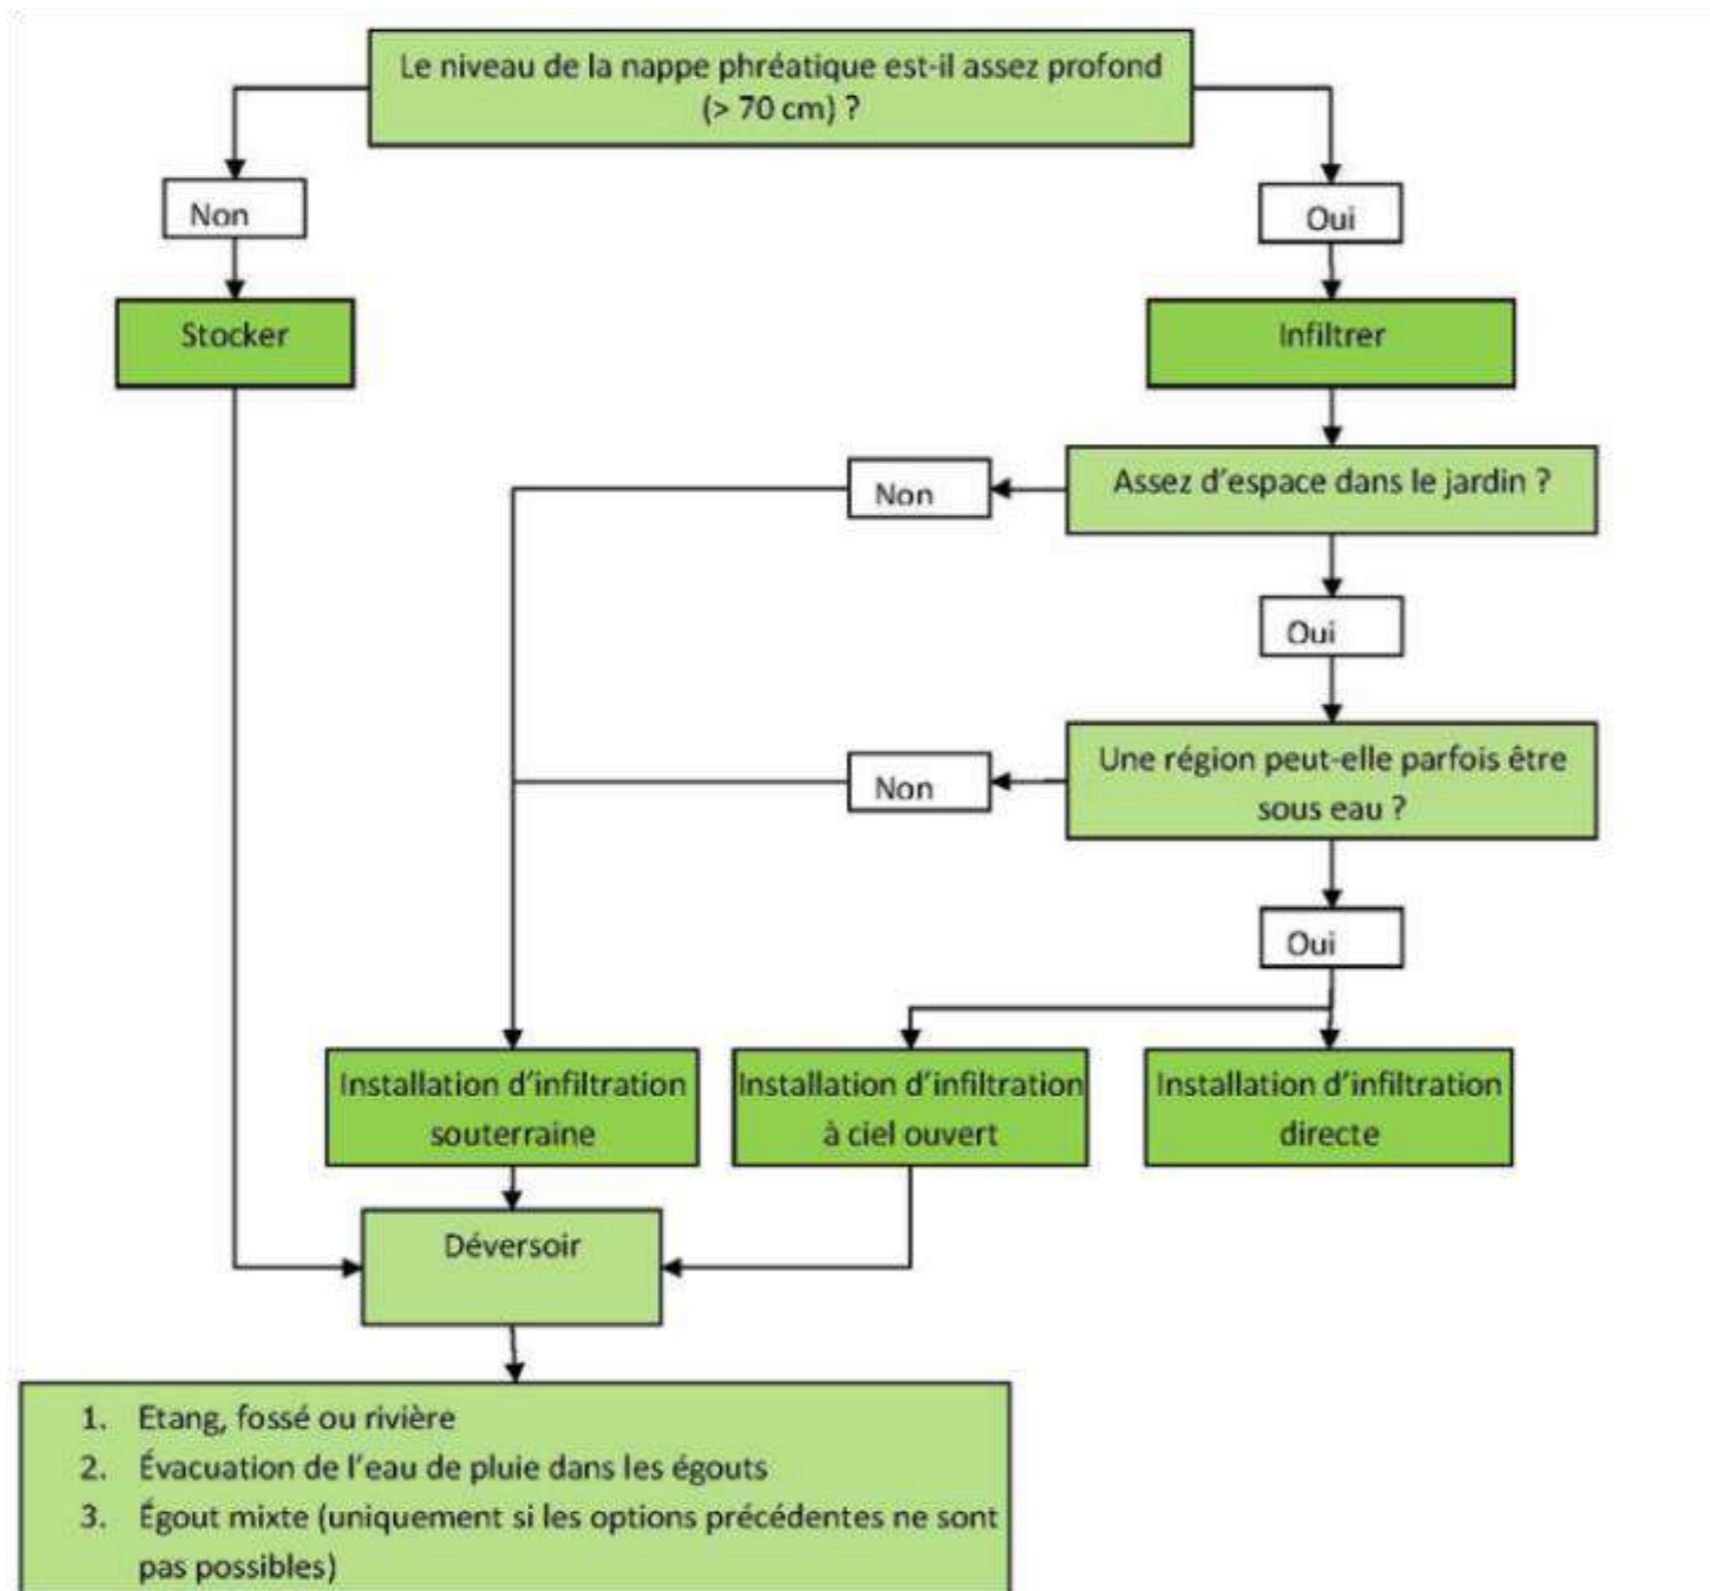 Le niveau de la nappe phréatique est-il assez profond
(> 70 cm) ?
Non
Oui
Stocker
Infiltrer
Assez d'espace dans le jardin ?
Non
Oui
Une région peut-elle parfois être
sous eau ?
Non
Oui
Installation d'infiltration
souterraine
Installation d'infiltration
à ciel ouvert
Installation d'infiltration
directe
Déversoir
1. Etang, fossé ou rivière
2. Évacuation de l'eau de pluie dans les égouts
3. Égout mixte (uniquement si les options précédentes ne sont
pas possibles)